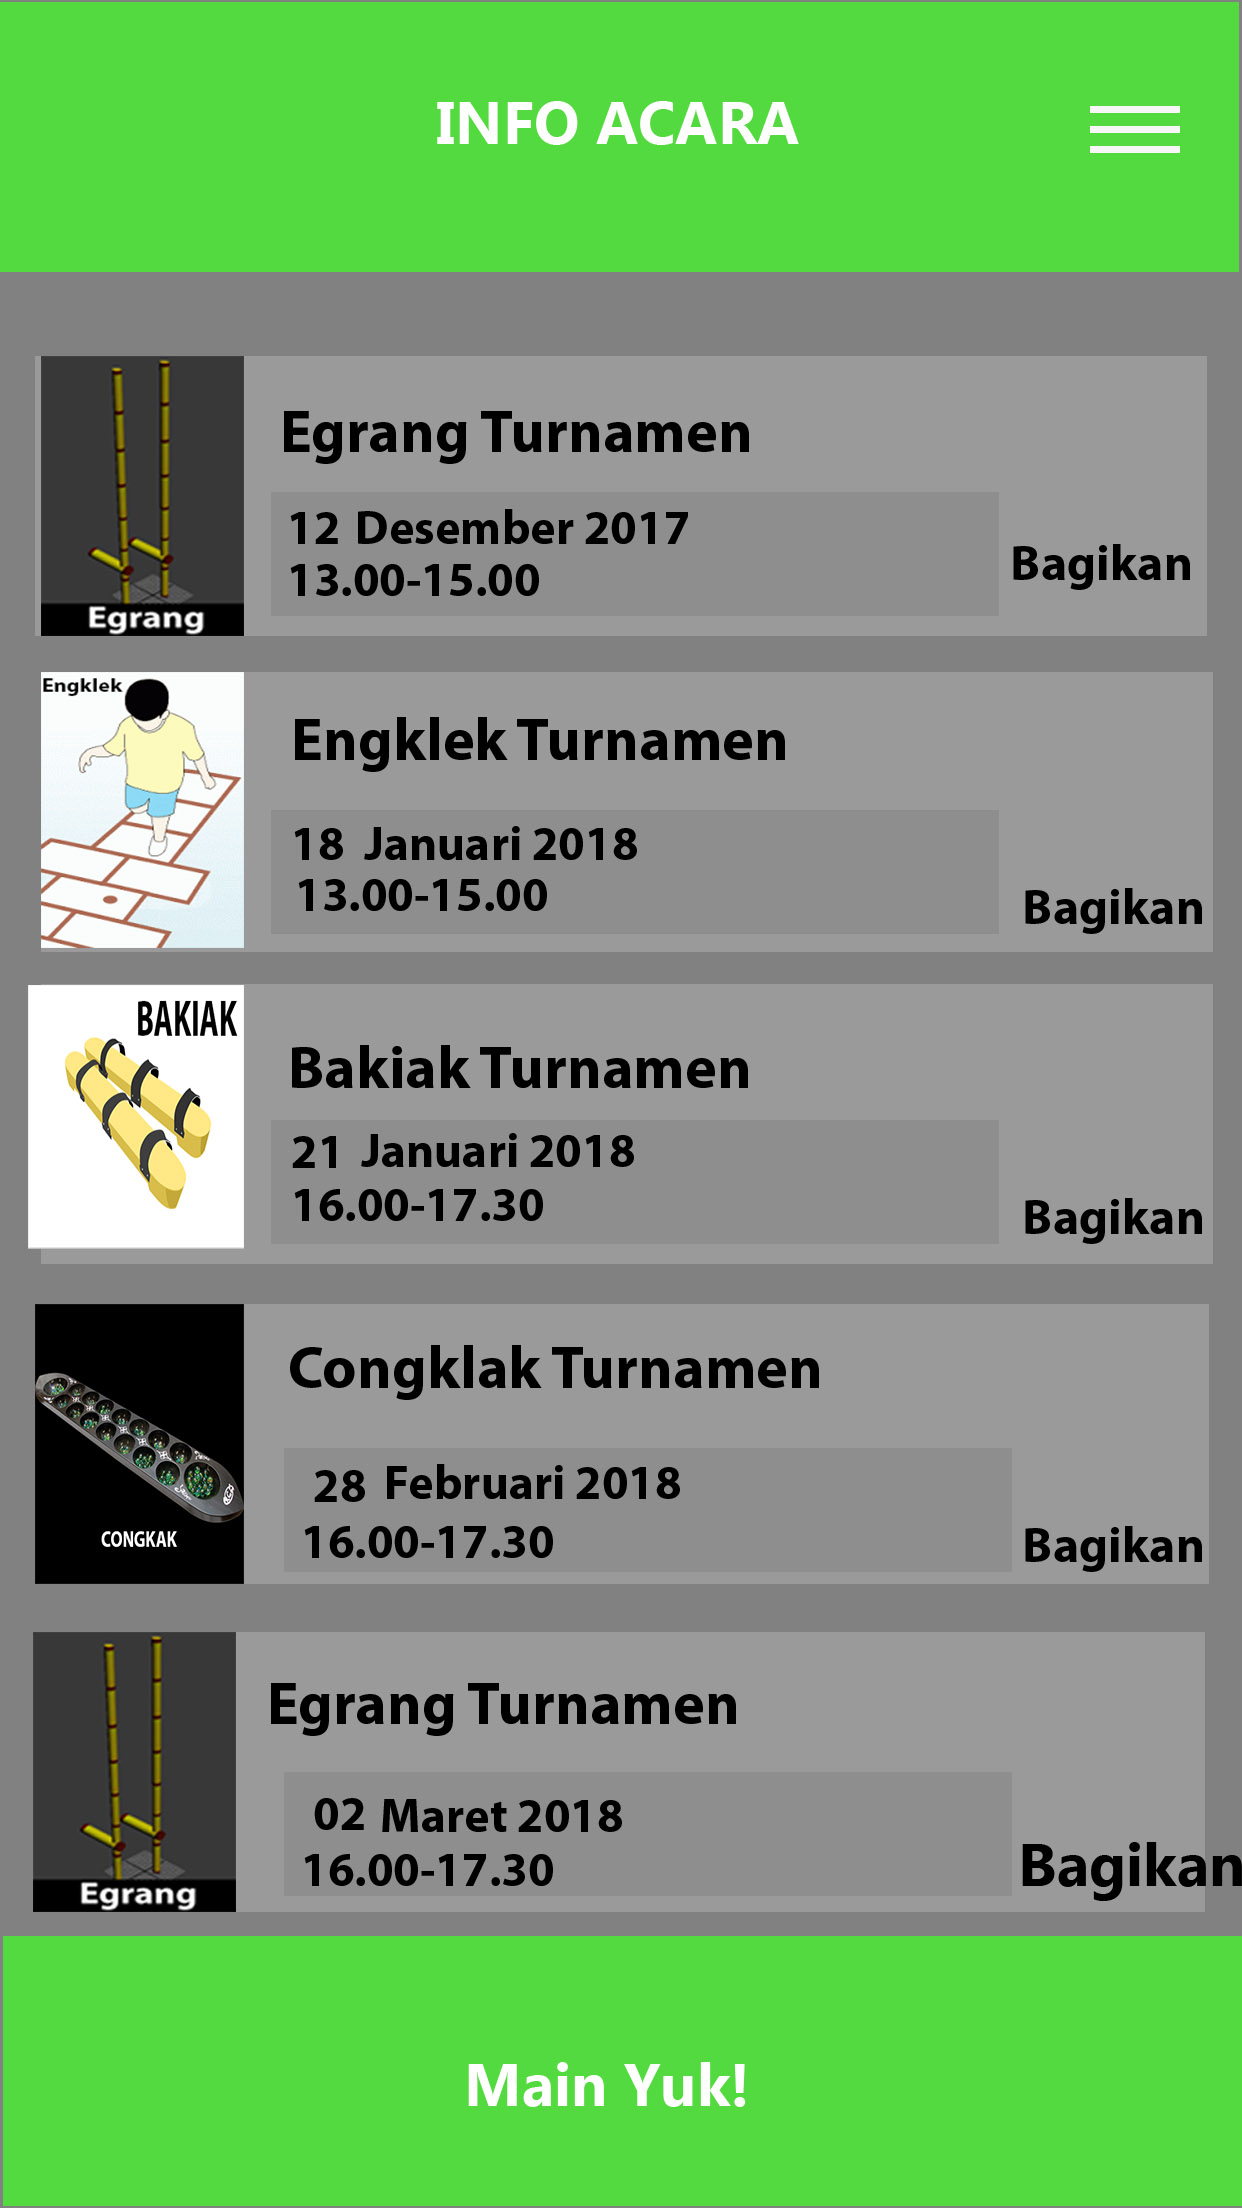 INFO ACARA
Egrang Turnamen
12 Desember 2017
13.00-15.00
Bagikan
Egrang
Engklek
Engklek Turnamen
18 Januari 2018
13.00-15.00
Bagikan
BAKIAK
Bakiak Turnamen
21 Januari 2018
16.00-17.30
Bagikan
Congklak Turnamen
28 Februari 2018
16.00-17.30
Bagikan
CONGKAK
Egrang Turnamen
02 Maret 2018
16.00-17.30
Bagikan
Egrang
Main Yuk!